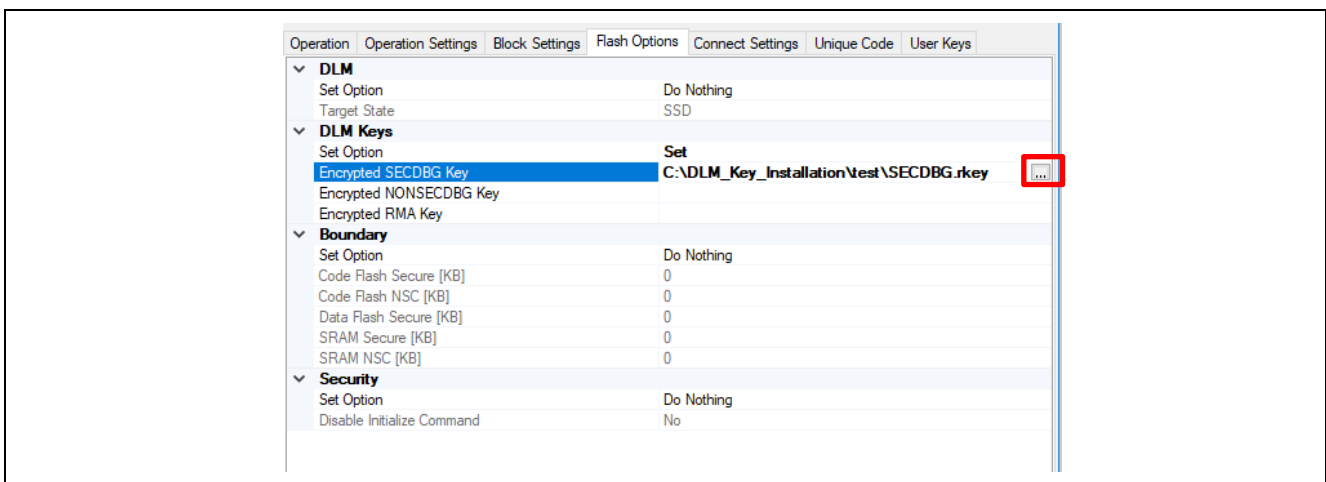 Operation Operation Settings Block Settings Flash Options Connect Settings Unique Code User Keys
DLM
Set Option Do Nothing
Target State SSD
DLM Keys
Set Option Set
Encrypted SECDBG Key C:\DLM_Key_Installation\test\SECDBG.rkey ...
Encrypted NONSECDBG Key
Encrypted RMA Key
Boundary
Set Option Do Nothing
Code Flash Secure [KB] 0
Code Flash NSC [KB] 0
Data Flash Secure [KB] 0
SRAM Secure [KB] 0
SRAM NSC [KB] 0
Security
Set Option Do Nothing
Disable Initialize Command No